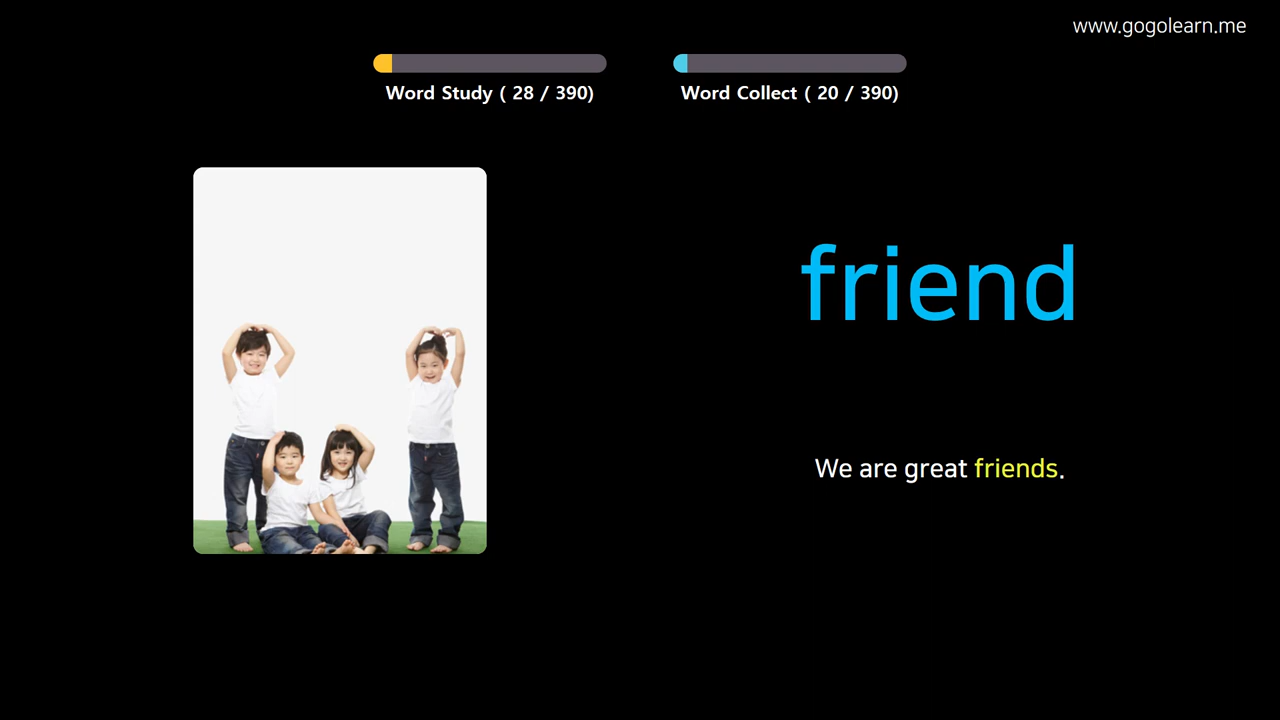 www.gogolearn.me
Word Study ( 28 / 390)
Word Collect ( 20 / 390)
friend
We are great friends.